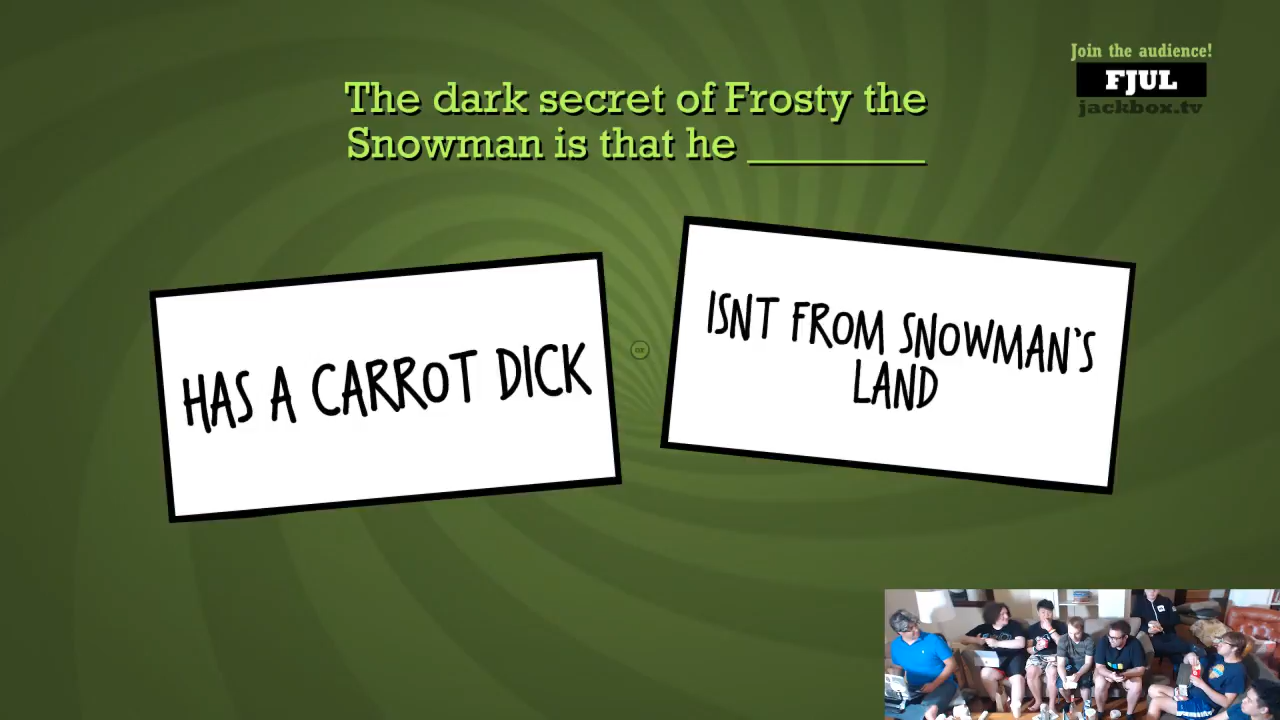 Join the audience!
FJUL
jackbox.tv
The dark secret of Frosty the
Snowman is that he _________
HAS A CARROT DICK
ISNT FROM SNOWMAN'S
LAND